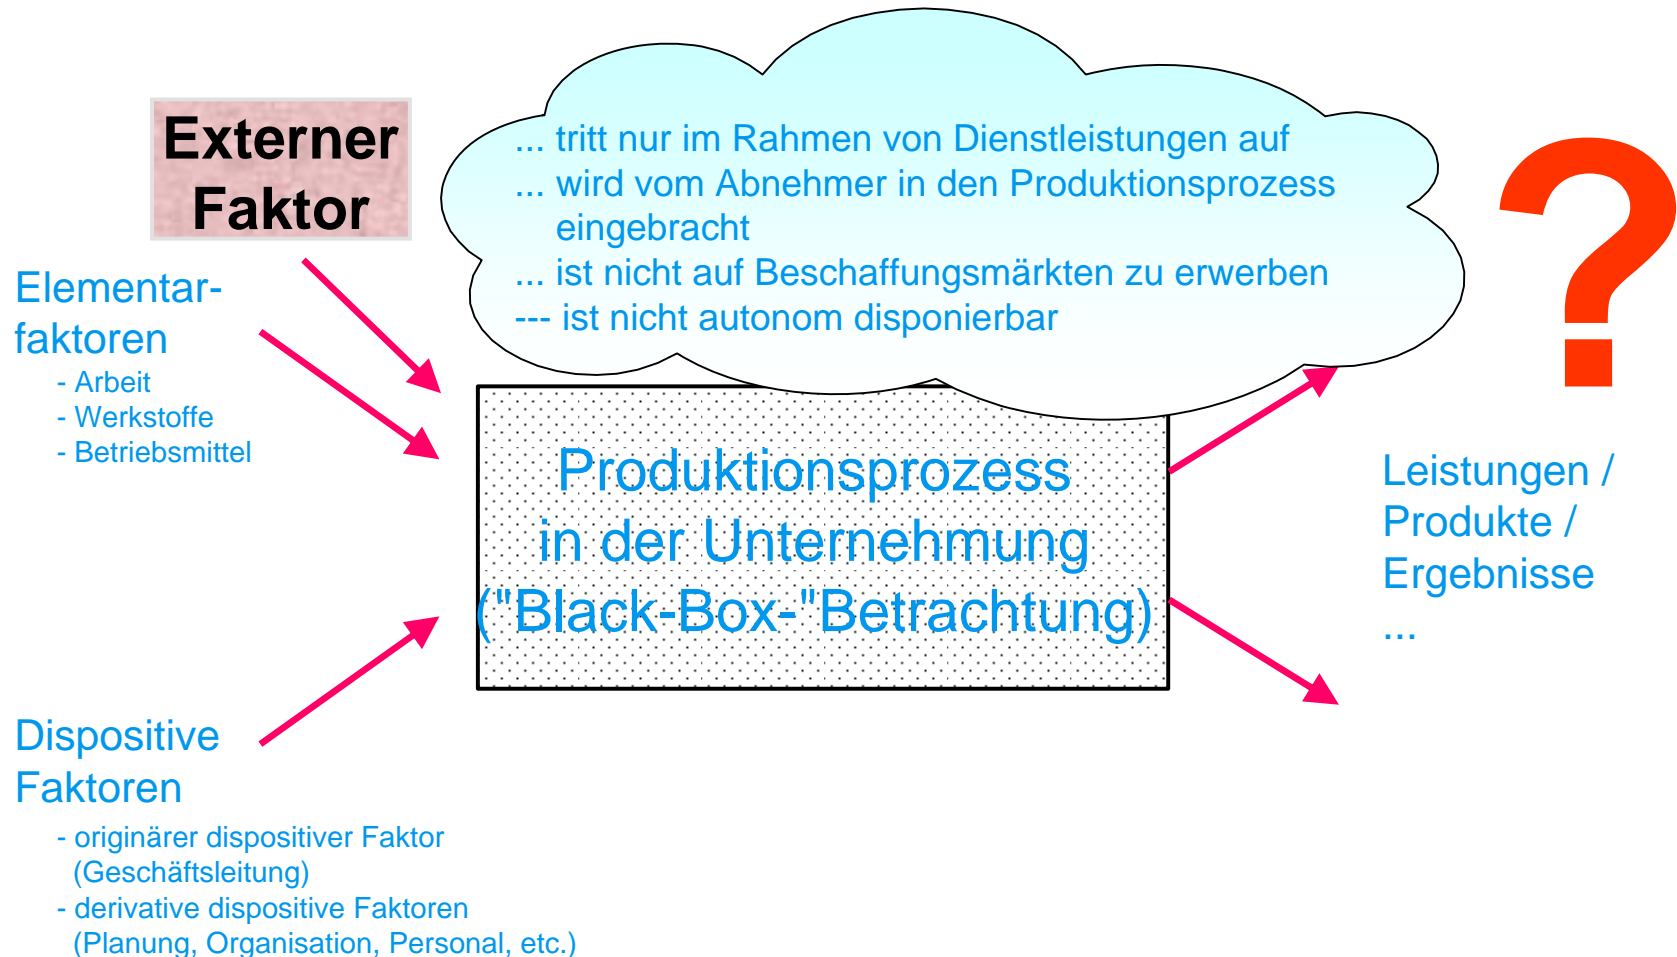 Externer
Faktor
... tritt nur im Rahmen von Dienstleistungen auf
... wird vom Abnehmer in den Produktionsprozess
eingebracht
... ist nicht auf Beschaffungsmärkten zu erwerben
--- ist nicht autonom disponierbar
?
Elementar-
faktoren
- Arbeit
- Werkstoffe
- Betriebsmittel
Produktionsprozess
in der Unternehmung
("Black-Box-"Betrachtung)
Leistungen /
Produkte /
Ergebnisse
...
Dispositive
Faktoren
- originärer dispositiver Faktor
(Geschäftsleitung)
- derivative dispositive Faktoren
(Planung, Organisation, Personal, etc.)